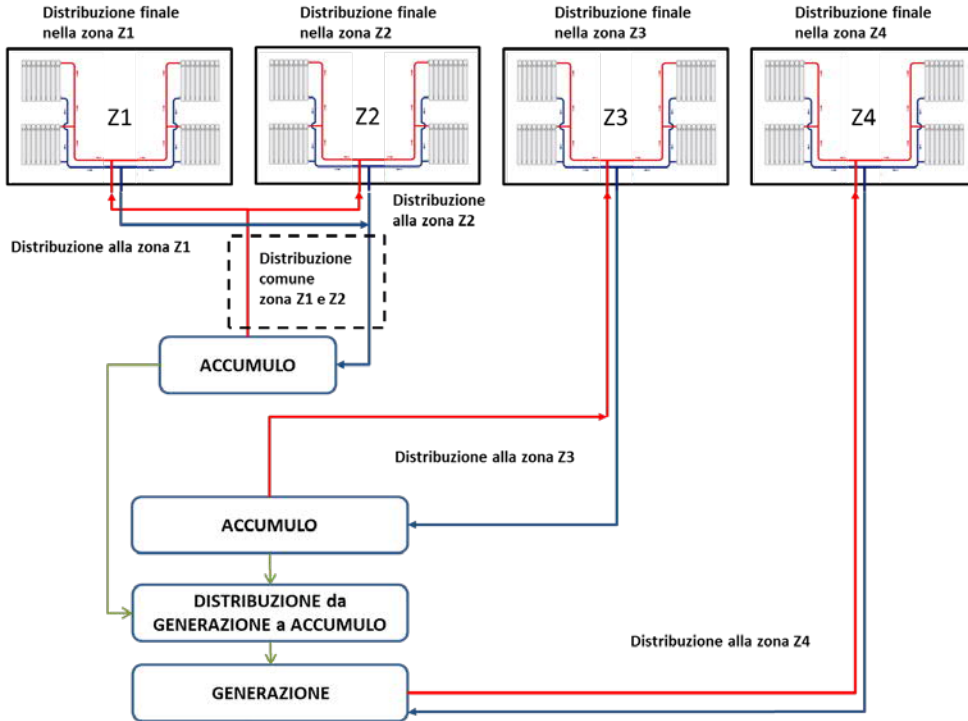 Distribuzione finale
nella zona Z1
Distribuzione finale
nella zona Z2
Distribuzione finale
nella zona Z3
Distribuzione finale
nella zona Z4
Z1
Z2
Z3
Z4
Distribuzione
alla zona Z2
Distribuzione alla zona Z1
Distribuzione
comune
zona Z1 e Z2
ACCUMULO
Distribuzione alla zona Z3
ACCUMULO
DISTRIBUZIONE da
GENERAZIONE a ACCUMULO
Distribuzione alla zona Z4
GENERAZIONE